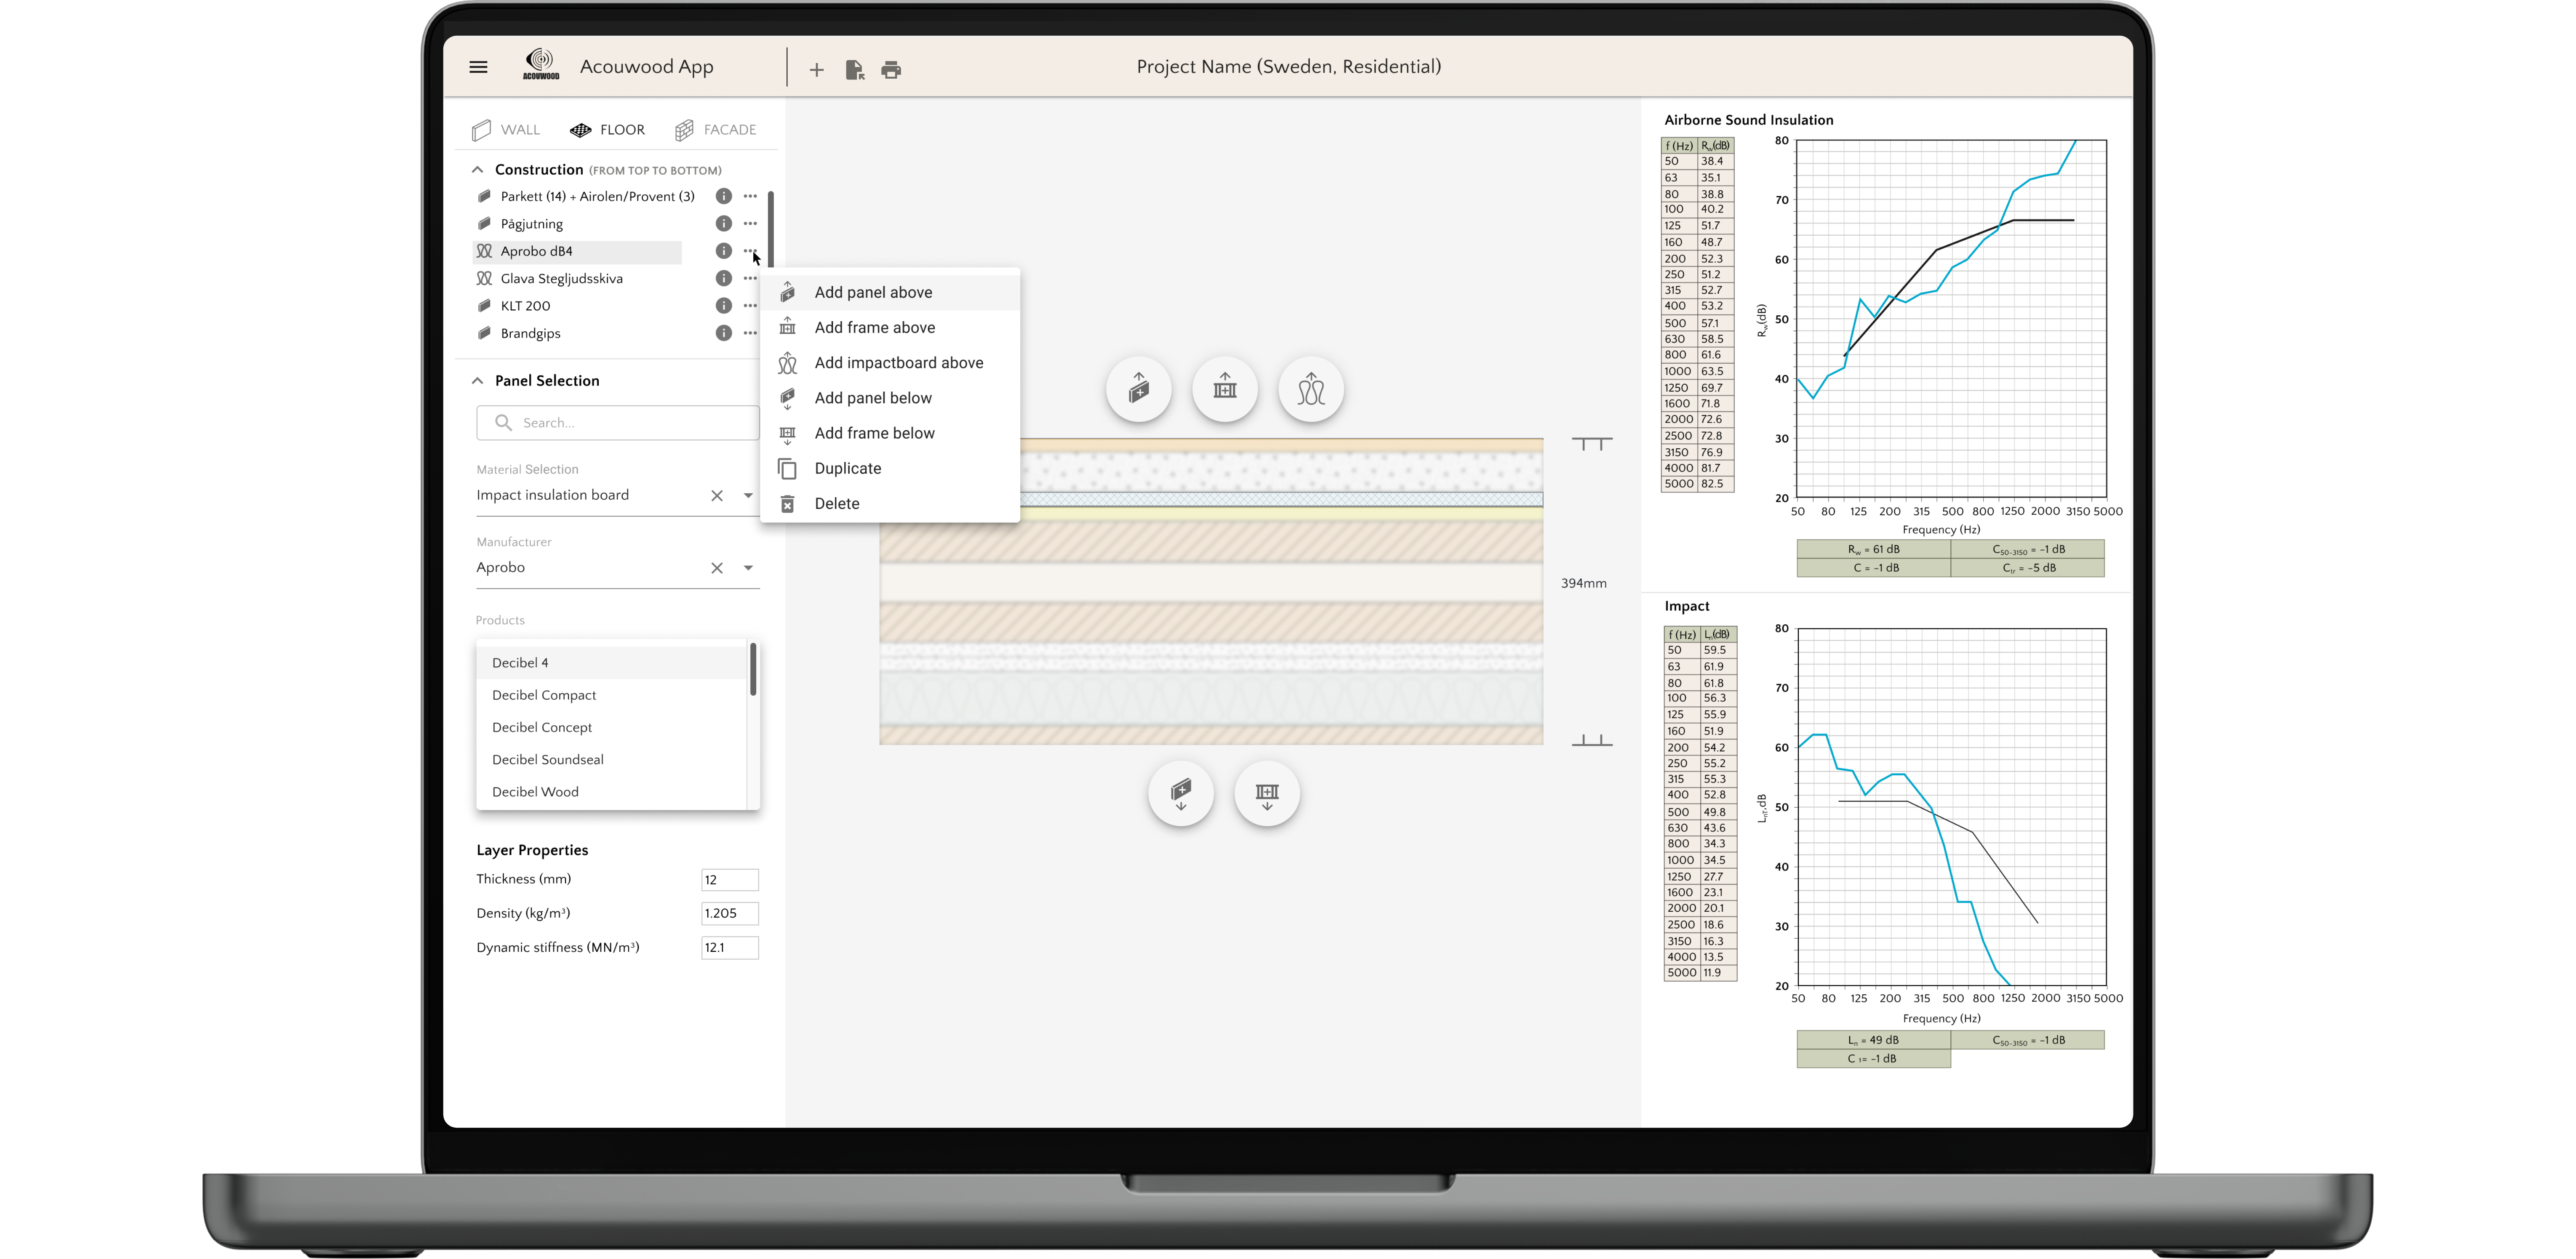 ACOUWOOD
Acouwood App
Project Name (Sweden, Residential)
WALL
FLOOR
FACADE
Construction (FROM TOP TO BOTTOM)
Parkett (14) + Airolen/Provent (3)
Pågjutning
Aprobo dB4
Glava Stegljudsskiva
KLT 200
Brandgips
Panel Selection
Search...
Material Selection
Impact insulation board
Manufacturer
Aprobo
Products
Decibel 4
Decibel Compact
Decibel Concept
Decibel Soundseal
Decibel Wood
Layer Properties
Thickness (mm) 12
Density (kg/m³) 1.205
Dynamic stiffness (MN/m³) 12.1
Add panel above
Add frame above
Add impactboard above
Add panel below
Add frame below
Duplicate
Delete
394mm
Airborne Sound Insulation
f (Hz) Rw(dB)
50 38.4
63 35.1
80 38.8
100 40.2
125 51.7
160 48.7
200 52.3
250 51.2
315 52.7
400 53.2
500 57.1
630 58.5
800 61.6
1000 63.5
1250 69.7
1600 71.8
2000 72.6
2500 72.8
3150 76.9
4000 81.7
5000 82.5
80
70
60
50
40
30
20
Rw(dB)
50 80 125 200 315 500 800 1250 2000 3150 5000
Frequency (Hz)
Rw = 61 dB C50-3150 = -1 dB
C = -1 dB Ctr = -5 dB
Impact
f (Hz) Ln(dB)
50 59.5
63 61.9
80 61.8
100 56.3
125 55.9
160 51.9
200 54.2
250 55.2
315 55.3
400 52.8
500 49.8
630 43.6
800 34.3
1000 34.5
1250 27.7
1600 23.1
2000 20.1
2500 18.6
3150 16.3
4000 13.5
5000 11.9
80
70
60
50
40
30
20
LnT,dB
50 80 125 200 315 500 800 1250 2000 3150 5000
Frequency (Hz)
Ln = 49 dB C50-3150 = -1 dB
C I= -1 dB